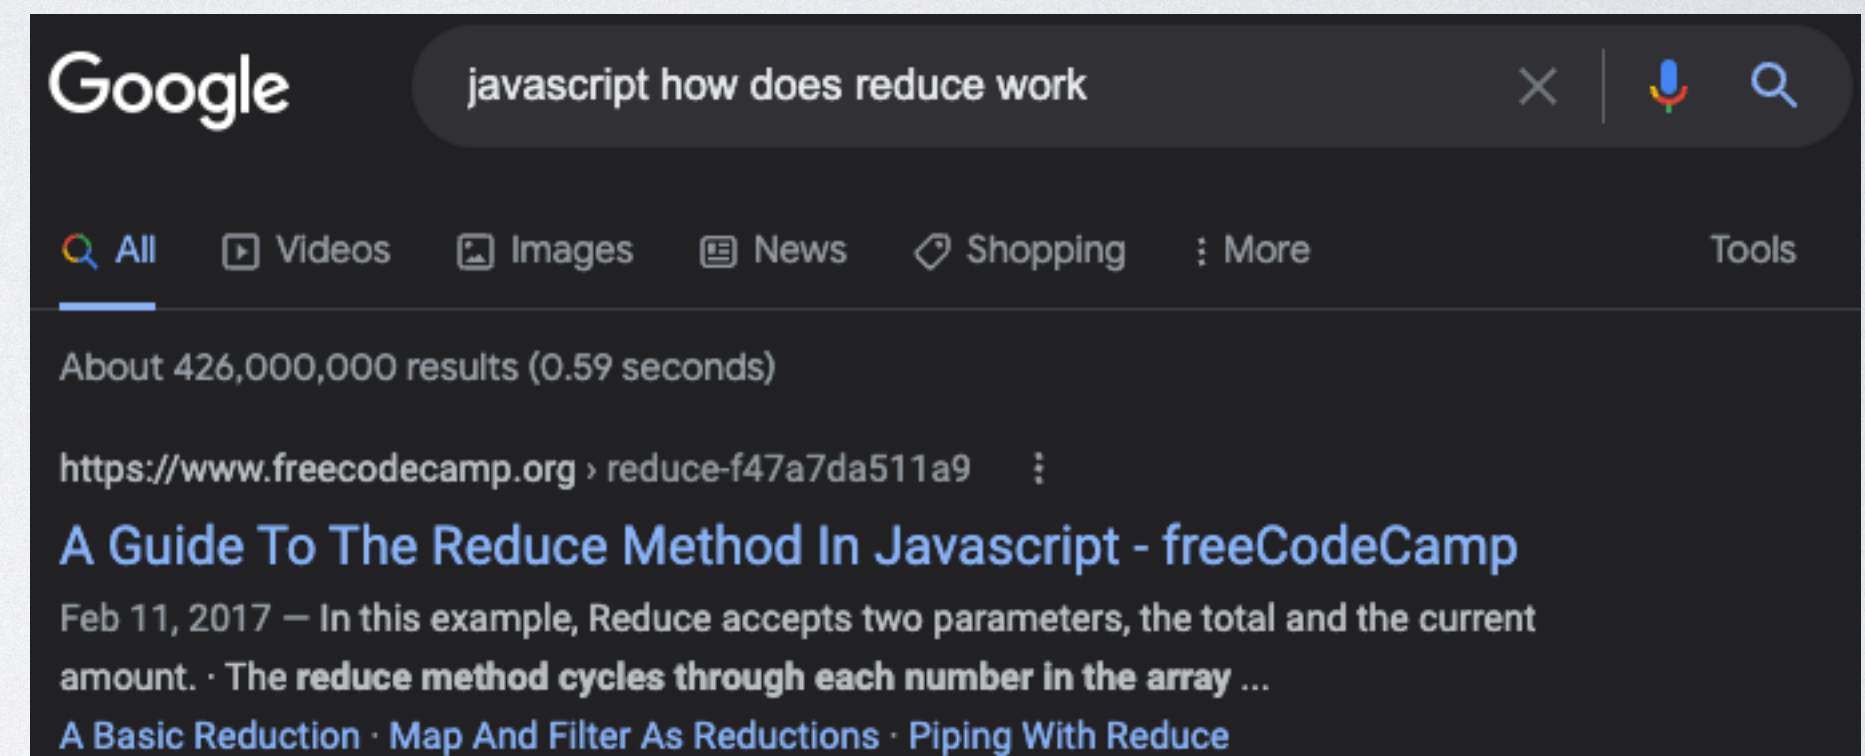 Google
javascript how does reduce work
All Videos Images News Shopping More Tools
About 426,000,000 results (0.59 seconds)
https://www.freecodecamp.org › reduce-f47a7da511a9
A Guide To The Reduce Method In Javascript - freeCodeCamp
Feb 11, 2017 — In this example, Reduce accepts two parameters, the total and the current
amount. · The reduce method cycles through each number in the array ...
A Basic Reduction · Map And Filter As Reductions · Piping With Reduce